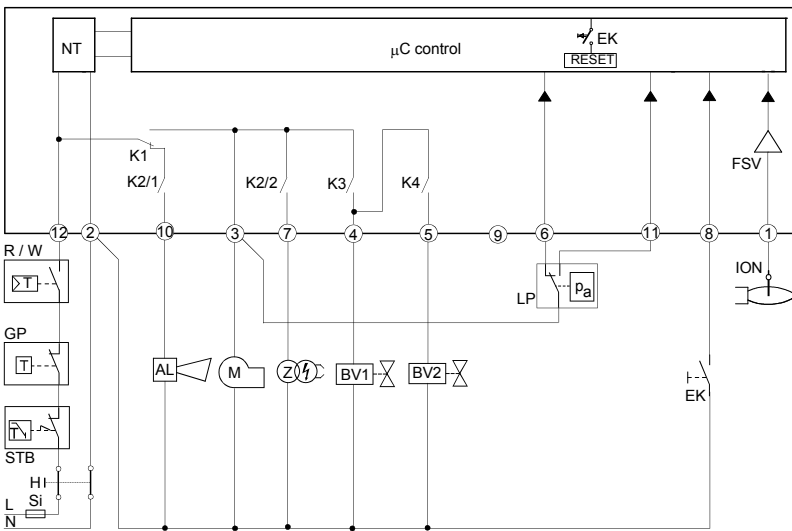 NT
μC control
EK
RESET
K1
K2/1
K2/2
K3
K4
FSV
12
2
10
3
7
4
5
9
6
11
8
1
R / W
T
LP
pa
ION
GP
T
AL
M
Z
BV1
BV2
EK
T
STB
H
Si
L
N